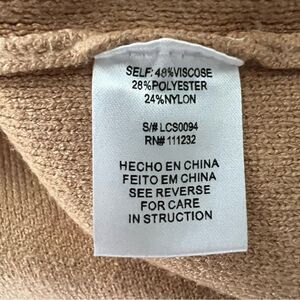 SELF: 48%VISCOSE
28%POLYESTER
24%NYLON
S/# LCS0094
RN# 111232
HECHO EN CHINA
FEITO EM CHINA
SEE REVERSE
FOR CARE
IN STRUCTION